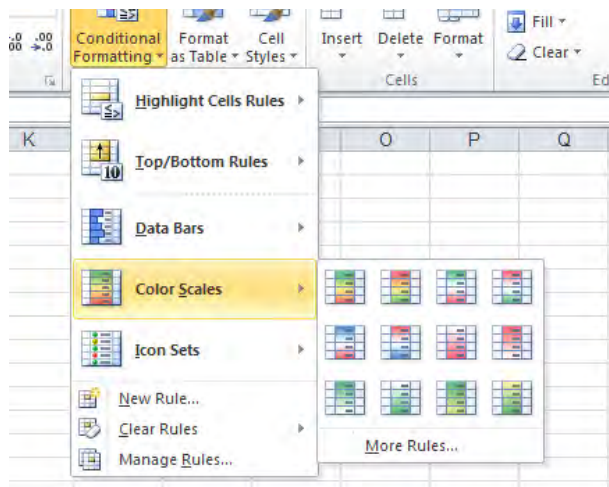 .0 .00
00 →.0
Conditional Format Cell Insert Delete Format
Formatting as Table Styles
Fill
Clear
Cells
Ed
K O P Q
Highlight Cells Rules
Top/Bottom Rules
10
Data Bars
Color Scales
Icon Sets
New Rule...
Clear Rules
Manage Rules...
More Rules...